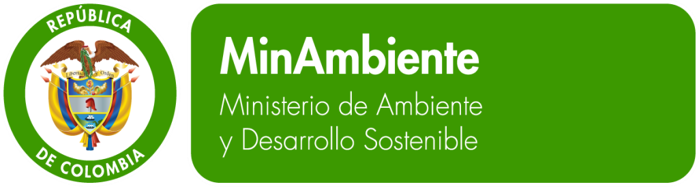 REPÚBLICA
DE COLOMBIA
MinAmbiente
Ministerio de Ambiente
y Desarrollo Sostenible